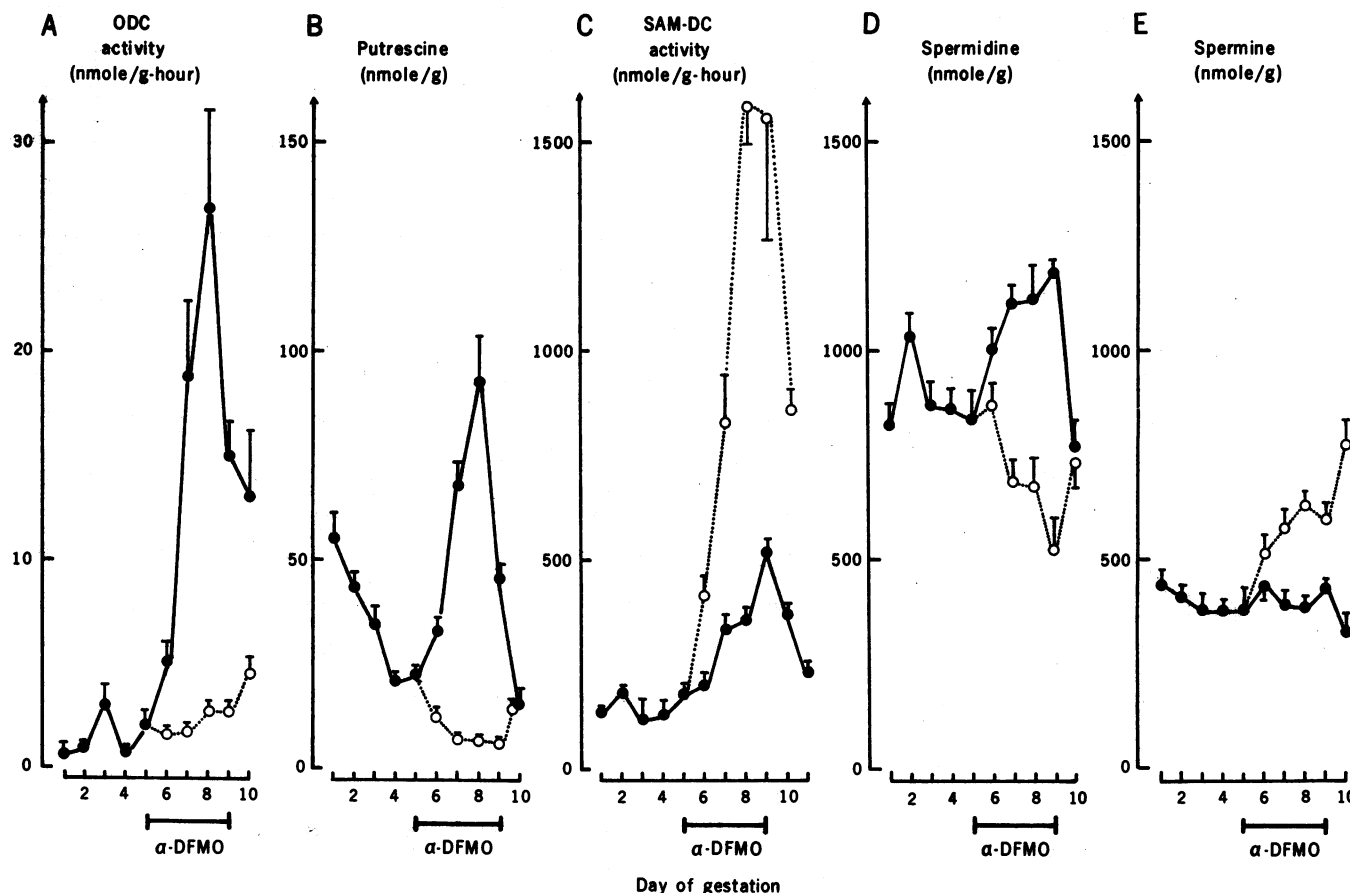 A
ODC
activity
(nmole/g-hour)
30
20
10
0
2 4 6 8 10
α-DFMO
B
Putrescine
(nmole/g)
150
100
50
0
2 4 6 8 10
α-DFMO
C
SAM-DC
activity
(nmole/g-hour)
1500
1000
500
0
2 4 6 8 10
α-DFMO
D
Spermidine
(nmole/g)
1500
1000
500
0
2 4 6 8 10
α-DFMO
E
Spermine
(nmole/g)
1500
1000
500
0
2 4 6 8 10
α-DFMO
Day of gestation